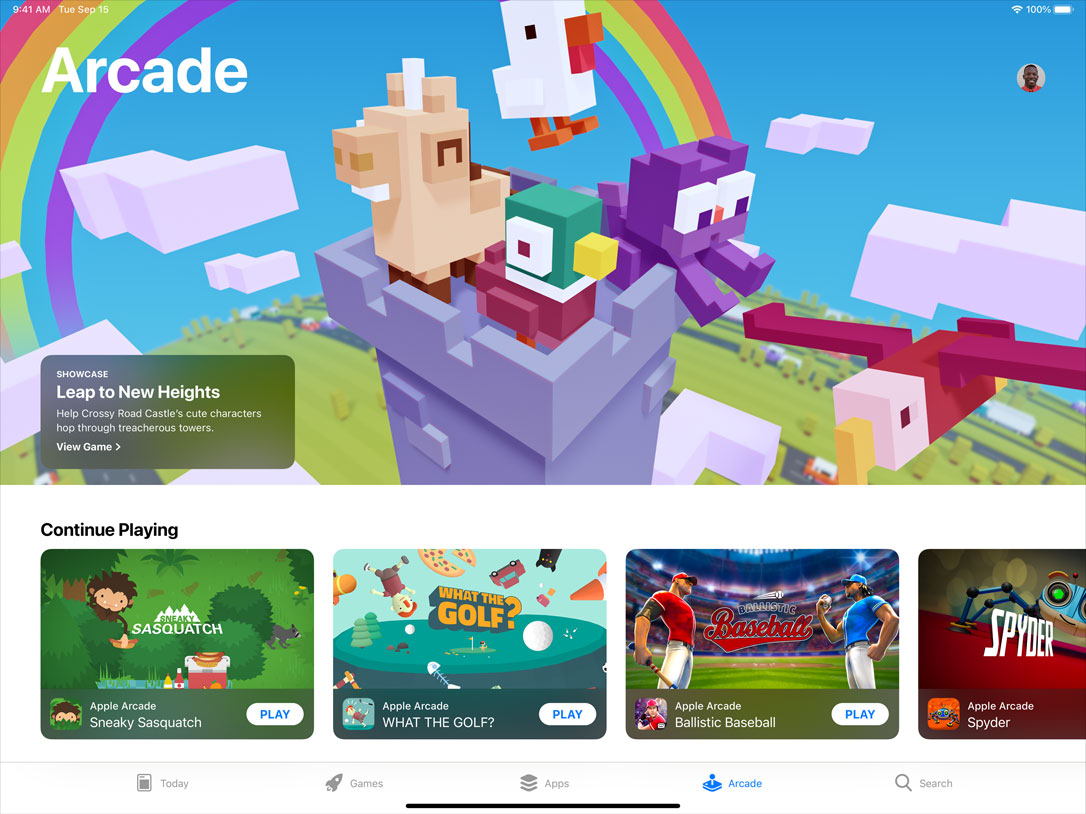 9:41 AM Tue Sep 15
100%
Arcade
SHOWCASE
Leap to New Heights
Help Crossy Road Castle's cute characters
hop through treacherous towers.
View Game >
Continue Playing
SNEAKY
SASQUATCH
Apple Arcade
Sneaky Sasquatch
PLAY
WHAT THE
GOLF?
Apple Arcade
WHAT THE GOLF?
PLAY
BALLISTIC
Baseball
Apple Arcade
Ballistic Baseball
PLAY
SPYDER
Apple Arcade
Spyder
Today
Games
Apps
Arcade
Search